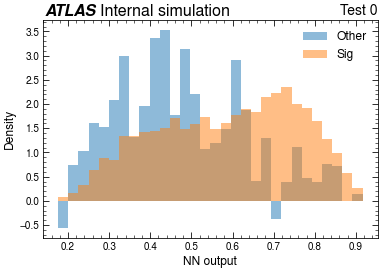 ATLAS Internal simulation Test 0
Other
Sig
Density
3.5
3.0
2.5
2.0
1.5
1.0
0.5
0.0
−0.5
0.2 0.3 0.4 0.5 0.6 0.7 0.8 0.9
NN output